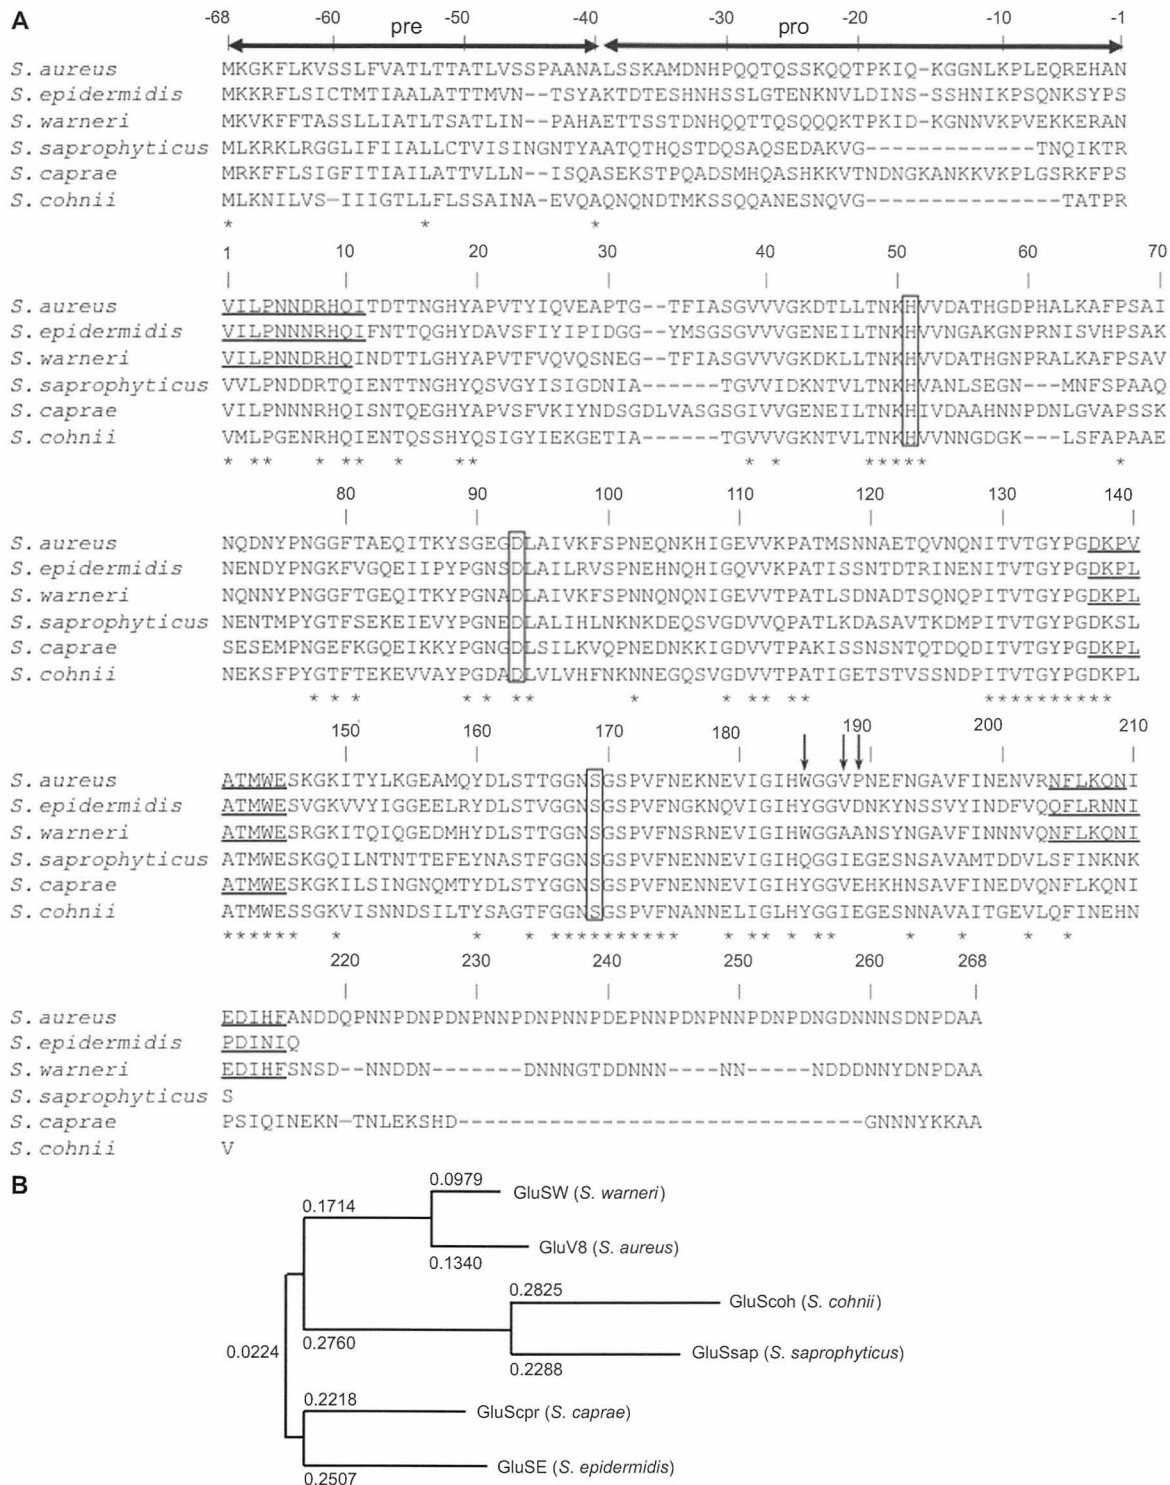 A
-68 -60 -50 -40 -30 -20 -10 -1
pre pro
S. aureus MKGKFLKVSSLFVATLTTATLVSSPAANALSSKAMDNHPQQTQSSKQQTPKIQ-KGGNLKPLEQREHAN
S. epidermidis MKKRFLSICTMTIAALATTTMVN--TSYAKTDTESHNHSSLGTENKNVLDINS-SSHNIKPSQNKSYPS
S. warneri MKVKFFTASSLLIATLTSATLIN--PAHAETTSSTDNHQQTTQSQQQKTPKID-KGNNVKPVEKKERAN
S. saprophyticus MLKRKLRGGLIFIIALLCTVISINGNTYAATQTHQSTDQSAQSEDAKVG-------------TNQIKTR
S. caprae MRKFFLSIGFITIAILATTVLLN--ISQASEKSTPQADSMHQASHKKVTNDNGKANKKVKPLGSRKFPS
S. cohnii MLKNILVS-IIIGTLLFLSSAINA-EVQAQNQNDTMKSSQQANESNQVG-------------TATPR
* * *
1 10 20 30 40 50 60 70
S. aureus VILPNNDRHQITDTTNGHYAPVTYIQVEAPTG--TFIASGVVVGKDTLLTNKHVVDATHGDPHALKAFPSAI
S. epidermidis VILPNNNRHQIFNTTQGHYDAVSFIYIPIDGG--YMSGSGVVVGENEILTNKHVVNGAKGNPRNISVHPSAK
S. warneri VILPNNDRHQINDTTLGHYAPVTFVQVQSNEG--TFIASGVVVGKDKLLTNKHVVDATHGNPRALKAFPSAV
S. saprophyticus VVLPNDDRTQIENTTNGHYQSVGYISIGDNIA------TGVVIDKNTVLTNKHVANLSEGN---MNFSPAAQ
S. caprae VILPNNNRHQISNTQEGHYAPVSFVKIYNDSGDLVASGSGIVVGENEILTNKHIVDAAHNNPDNLGVAPSSK
S. cohnii VMLPGENRHQIENTQSSHYQSIGYIEKGETIA------TGVVVGKNTVLTNKHVVNNGDGK---LSFAPAAE
* ** * ** * ** * * ***** *
80 90 100 110 120 130 140
S. aureus NQDNYPNGGFTAEQITKYSGEGDLAIVKFSPNEQNKHIGEVVKPATMSNNAETQVNQNITVTGYPGDKPV
S. epidermidis NENDYPNGKFVGQEIIPYPGNSDLAILRVSPNEHNQHIGQVVKPATISSNTDTRINENITVTGYPGDKPL
S. warneri NQNNYPNGGFTGEQITKYPGNADLAIVKFSPNNQNQNIGEVVTPATLSDNADTSQNQPITVTGYPGDKPL
S. saprophyticus NENTMPYGTFSEKEIEVYPGNEDLALIHLNKNKDEQSVGDVVQPATLKDASAVTKDMPITVTGYPGDKSL
S. caprae SESEMPNGEFKGQEIKKYPGNGDLSILKVQPNEDNKKIGDVVTPAKISSNSNTQTDQDITVTGYPGDKPL
S. cohnii NEKSFPYGTFTEKEVVAYPGDAQLVLVHFNKNNEGQSVGDVVTPATIGETSTVSSNDPITVTGYPGDKPL
* * * * * ** * * ** ** **********
150 160 170 180 190 200 210
S. aureus ATMWESKGKITYLKGEAMQYDLSTTGGNSGSPVFNEKNEVIGIHWGGVPNEFNGAVFINENVRNFLKQNI
S. epidermidis ATMWESVGKVVYIGGEELRYDLSTVGGNSGSPVFNGKNQVIGIHYGGVDNKYNSSVYINDFVQQFLRNNI
S. warneri ATMWESRGKITQIQGEDMHYDLSTTGGNSGSPVFNSRNEVIGIHWGGAANSYNGAVFINNNVQNFLKQNI
S. saprophyticus ATMWESKGQILNTNTTEFEYNASTFGGNSGSPVFNENNEVIGIHQGGIEGESNSAVAMTDDVLSFINKNK
S. caprae ATMWESKGKILSINGNQMTYDLSTYGGNSGSPVFNENNEVIGIHYGGVEHKHNSAVFINEDVQNFLKQNI
S. cohnii ATMWESSGKVISNNDSILTYSAGTFGGNSGSPVFNANNELIGLHYGGIEGESNNAVAITGEVLQFINEHN
****** * * * ********** * ** * ** * * * *
220 230 240 250 260 268
S. aureus EDIHFANDDQPNNPDNPDNPNNPDNPNNPDEPNNPDNPNNPDNPDNGDNNNSDNPDAA
S. epidermidis PDINIQ
S. warneri EDIHFSNSD--NNDDN-------DNNNGTDDNNN----NN-----NDDDNNYDNPDAA
S. saprophyticus S
S. caprae PSIQINEKN-TNLEKSHD-------------------------------GNNNYKKAA
S. cohnii V
B
0.0979
GluSW (S. warneri)
0.1714
GluV8 (S. aureus)
0.1340
0.2825
GluScoh (S. cohnii)
0.2760
0.0224
GluSsap (S. saprophyticus)
0.2288
0.2218
GluScpr (S. caprae)
GluSE (S. epidermidis)
0.2507